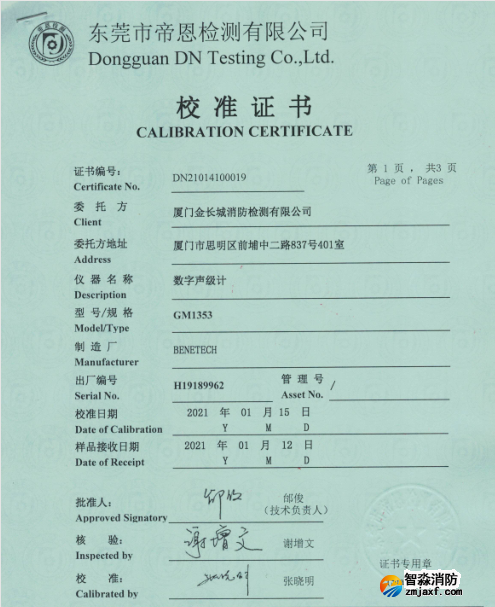 东莞市帝恩检测有限公司
Dongguan DN Testing Co.,Ltd.
校准证书
CALIBRATION CERTIFICATE
证书编号: DN21014100019 第 1 页 , 共3 页
Certificate No. Page of Pages
委托方 厦门金长城消防检测有限公司
Client
委托方地址 厦门市思明区前埔中二路837号401室
Address
仪器名称 数字声级计
Description
型号/规格 GM1353
Model/Type
制造厂 BENETECH
Manufacturer
出厂编号 H19189962 管理号 /
Serial No. Asset No.
校准日期 2021 年 01 月 15 日
Date of Calibration Y M D
样品接收日期 2021 年 01 月 12 日
Date of Receipt Y M D
批准人: 邰俊
Approved Signatory (技术负责人)
核验: 谢增文 谢增文
Inspected by
校准: 张晓明
Calibrated by
证书专用章
智淼消防
zmjaxf.com